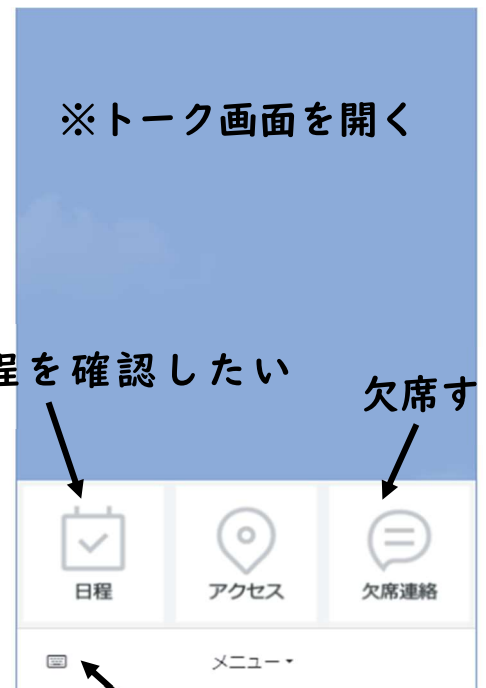 ※トーク画面を開く
程を確認したい
欠席す
日程
アクセス
欠席連絡
メニュー